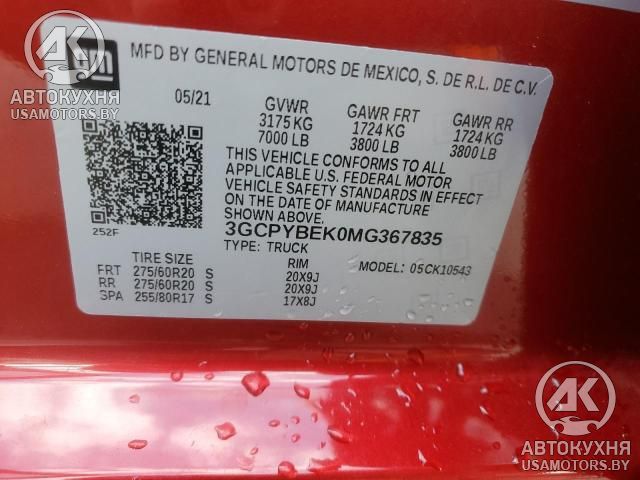 GM
MFD BY GENERAL MOTORS DE MEXICO, S. DE R.L. DE C.V.
05/21 GVWR GAWR FRT GAWR RR
3175 KG 1724 KG 1724 KG
7000 LB 3800 LB 3800 LB
THIS VEHICLE CONFORMS TO ALL
APPLICABLE U.S. FEDERAL MOTOR
VEHICLE SAFETY STANDARDS IN EFFECT
ON THE DATE OF MANUFACTURE
SHOWN ABOVE.
252F 3GCPYBEK0MG367835
TYPE: TRUCK
TIRE SIZE RIM MODEL: 05CK10543
FRT 275/60R20 S 20X9J
RR 275/60R20 S 20X9J
SPA 255/80R17 S 17X8J
АК
АВТОКУХНЯ
USAMOTORS.BY
АК
АВТОКУХНЯ
USAMOTORS.BY